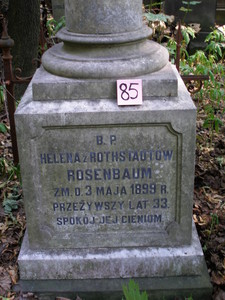 85
B. P.
HELENA Z ROTHSTADTÓW
ROSENBAUM
ZM. D. 3 MAJA 1899 R.
PRZEŻYWSZY LAT 33.
SPOKÓJ JEJ CIENIOM